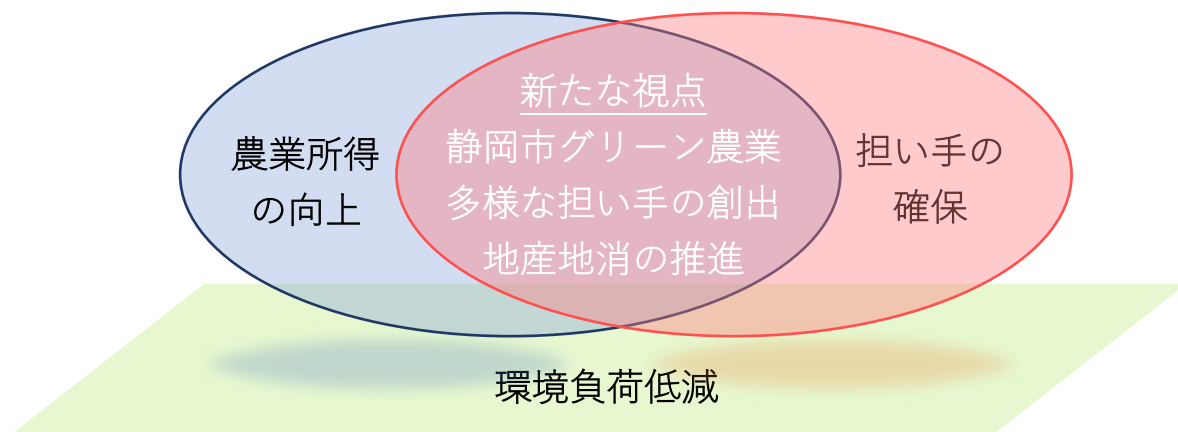 農業所得
の向上
新たな視点
静岡市グリーン農業
多様な担い手の創出
地産地消の推進
担い手の
確保
環境負荷低減